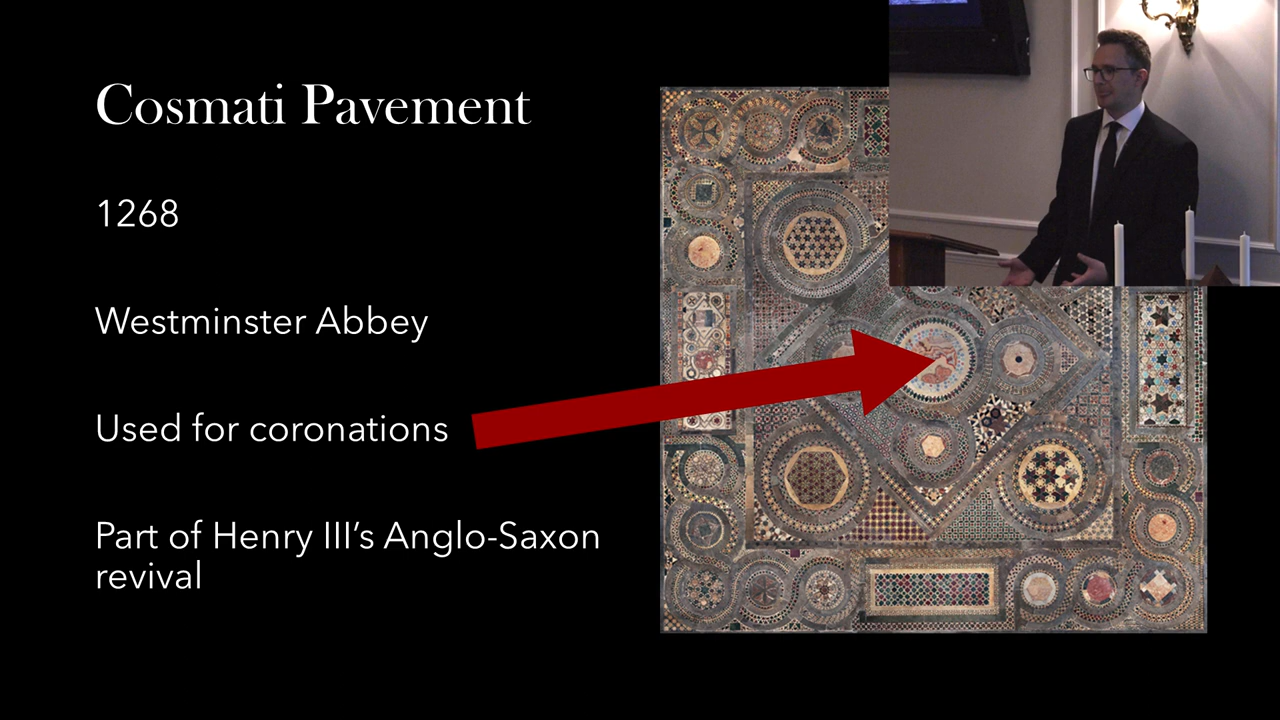 Cosmati Pavement
1268
Westminster Abbey
Used for coronations
Part of Henry III’s Anglo-Saxon
revival